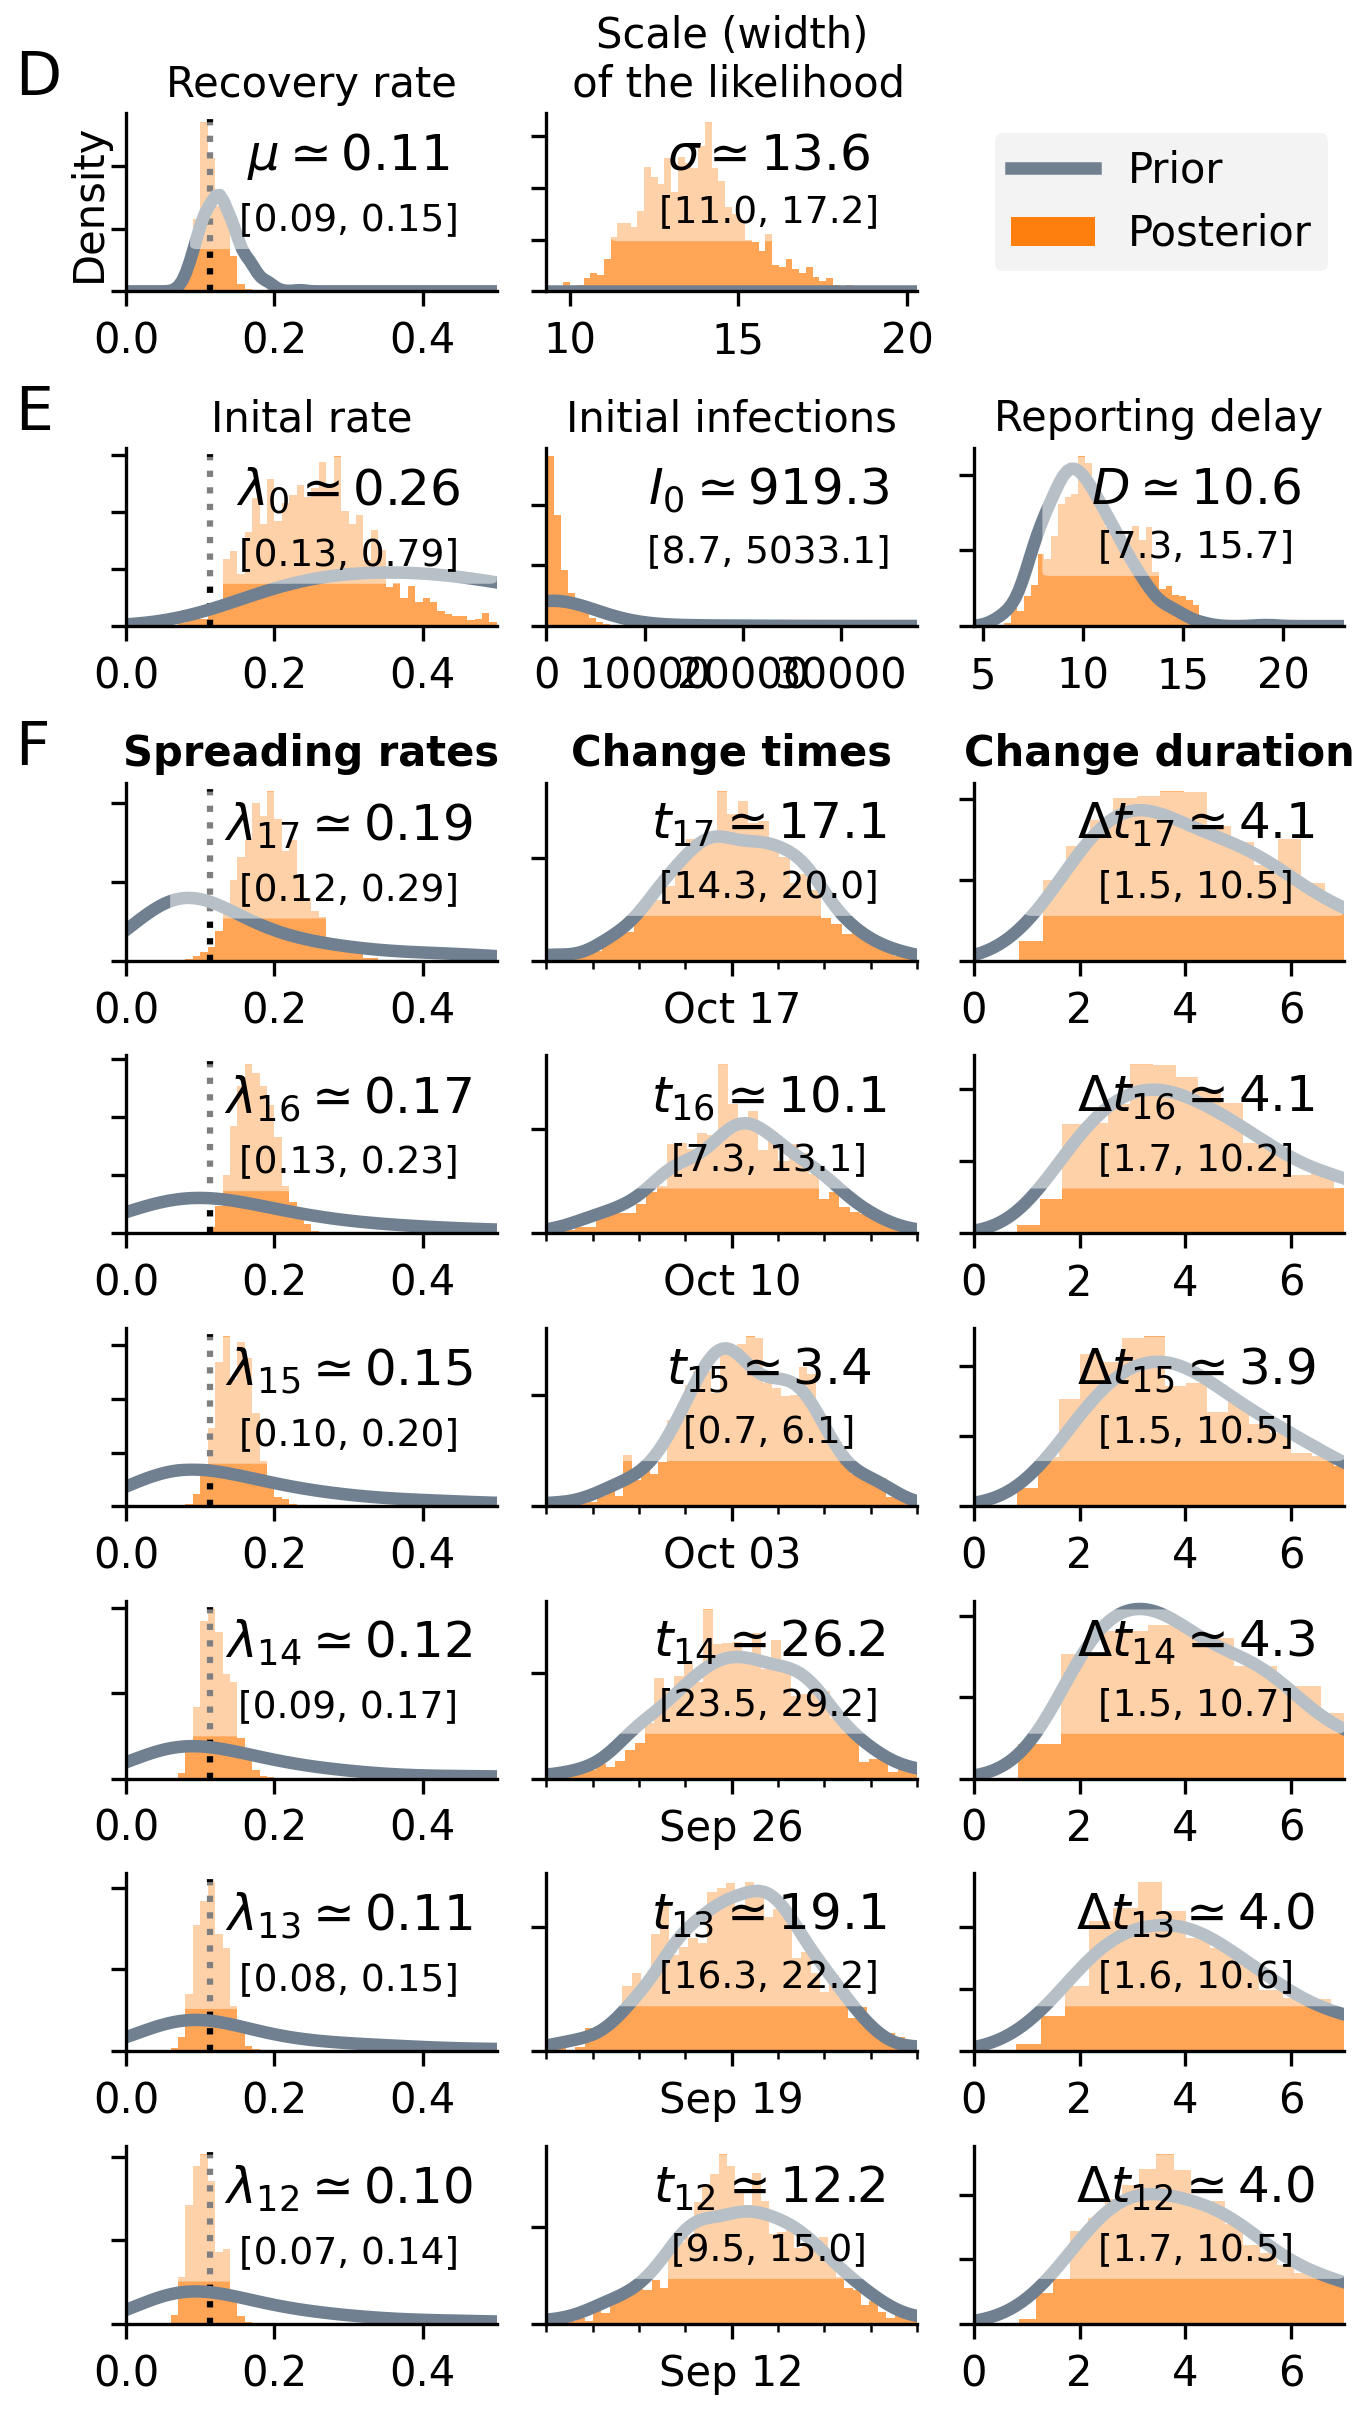 D
Recovery rate
Scale (width)
of the likelihood
Density
μ ≃ 0.11
[0.09, 0.15]
0.0 0.2 0.4
σ ≃ 13.6
[11.0, 17.2]
10 15 20
Prior
Posterior
E
Inital rate
λ0 ≃ 0.26
[0.13, 0.79]
0.0 0.2 0.4
Initial infections
I0 ≃ 919.3
[8.7, 5033.1]
0 10000 20000 30000
Reporting delay
D ≃ 10.6
[7.3, 15.7]
5 10 15 20
F
Spreading rates
Change times
Change duration
λ17 ≃ 0.19
[0.12, 0.29]
0.0 0.2 0.4
t17 ≃ 17.1
[14.3, 20.0]
Oct 17
Δt17 ≃ 4.1
[1.5, 10.5]
0 2 4 6
λ16 ≃ 0.17
[0.13, 0.23]
0.0 0.2 0.4
t16 ≃ 10.1
[7.3, 13.1]
Oct 10
Δt16 ≃ 4.1
[1.7, 10.2]
0 2 4 6
λ15 ≃ 0.15
[0.10, 0.20]
0.0 0.2 0.4
t15 ≃ 3.4
[0.7, 6.1]
Oct 03
Δt15 ≃ 3.9
[1.5, 10.5]
0 2 4 6
λ14 ≃ 0.12
[0.09, 0.17]
0.0 0.2 0.4
t14 ≃ 26.2
[23.5, 29.2]
Sep 26
Δt14 ≃ 4.3
[1.5, 10.7]
0 2 4 6
λ13 ≃ 0.11
[0.08, 0.15]
0.0 0.2 0.4
t13 ≃ 19.1
[16.3, 22.2]
Sep 19
Δt13 ≃ 4.0
[1.6, 10.6]
0 2 4 6
λ12 ≃ 0.10
[0.07, 0.14]
0.0 0.2 0.4
t12 ≃ 12.2
[9.5, 15.0]
Sep 12
Δt12 ≃ 4.0
[1.7, 10.5]
0 2 4 6